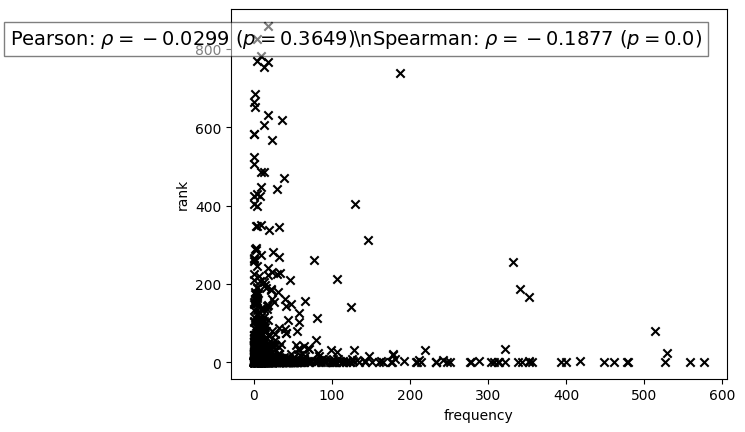 Pearson: ρ = −0.0299 (p = 0.3649)\nSpearman: ρ = −0.1877 (p = 0.0)
800
600
400
200
0
rank
0 100 200 300 400 500 600
frequency